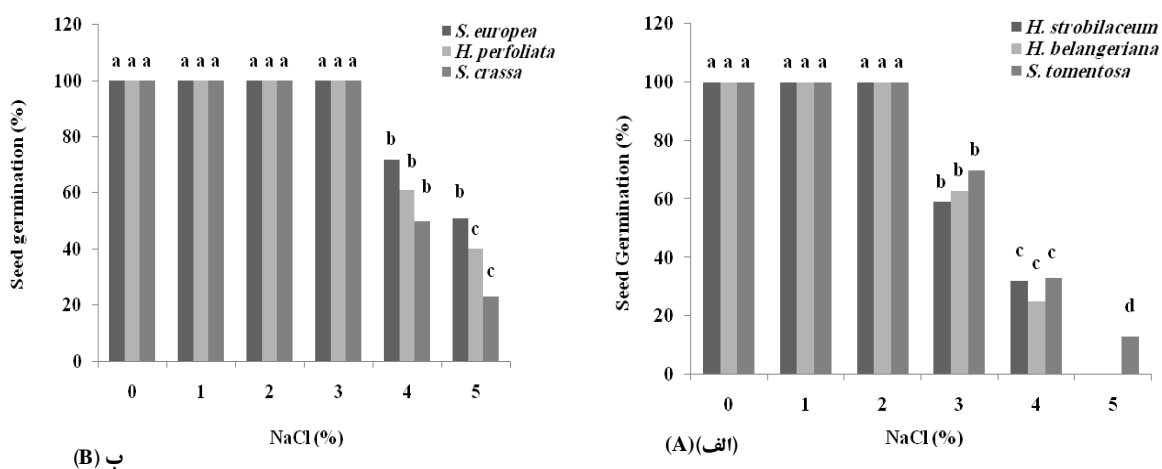 120
100
80
60
40
20
0
Seed germination (%)
S. europea
H. perfoliata
S. crassa
a a a a a a a a a a a a
b
b
b
b
c
c
0 1 2 3 4 5
NaCl (%)
ب (B)
120
100
80
60
40
20
0
Seed Germination (%)
H. strobilaceum
H. belangeriana
S. tomentosa
a a a a a a a a a
b
b
b
c
c
c
d
0 1 2 3 4 5
NaCl (%)
(الف) (A)